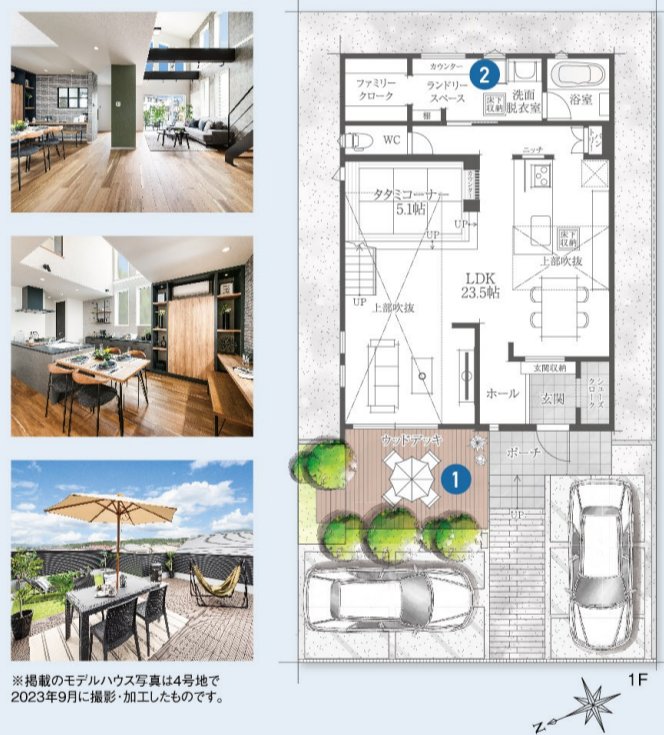 ※掲載のモデルハウス写真は4号地で
2023年9月に撮影・加工したものです。
カウンター
2
ファミリー
クローク
ランドリー
スペース
棚
床下
収納
洗面
脱衣室
浴室
WC
ニッチ
タタミコーナー
5.1帖
カウンター
UP
UP
UP
床下
収納
上部吹抜
LDK
23.5帖
上部吹抜
玄関収納
ホール
玄関
シューズ
クローク
ウッドデッキ
1
ポーチ
UP
1F
N